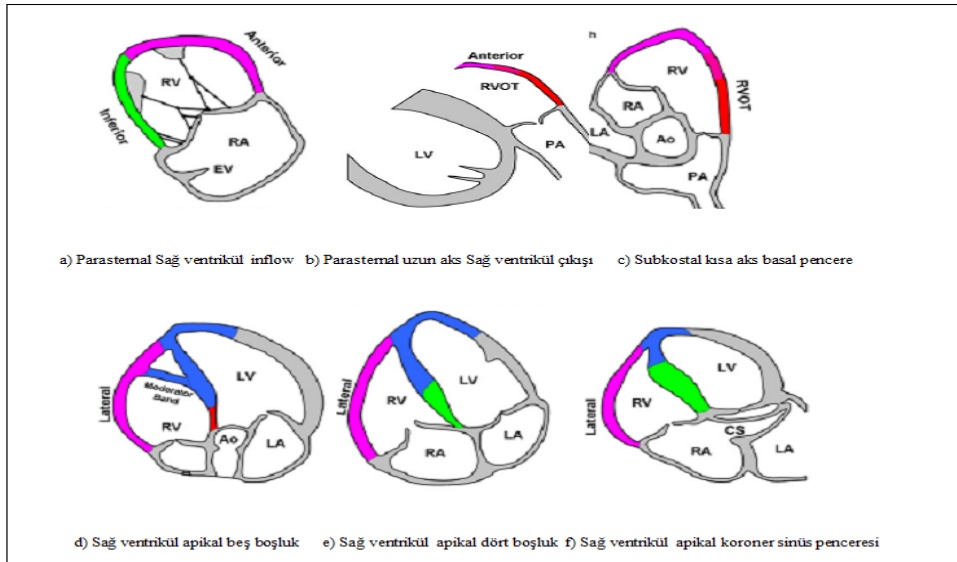 h
Anterior
RV
Inferior
RA
EV
Anterior
RVOT
LV
PA
RV
RA
RVOT
LA
Ao
PA
a) Parasternal Sağ ventrikül inflow b) Parasternal uzun aks Sağ ventrikül çıkışı c) Subkostal kısa aks basal pencere
Lateral
LV
Moderator
Band
RV
Ao
LA
Lateral
LV
RV
RA
LA
Lateral
LV
RV
CS
RA
LA
d) Sağ ventrikül apikal beş boşluk e) Sağ ventrikül apikal dört boşluk f) Sağ ventrikül apikal koroner sinüs penceresi